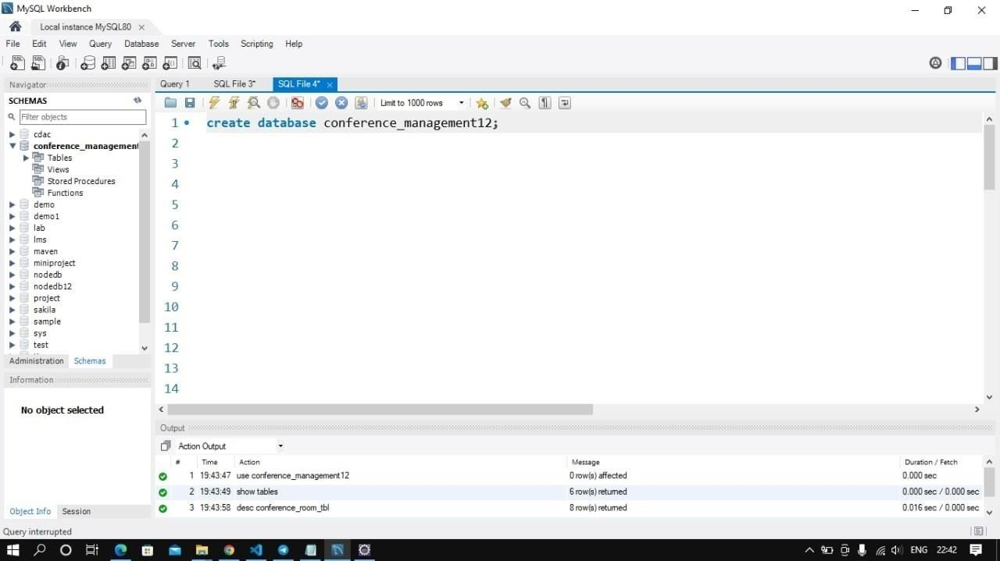 MySQL Workbench
Local instance MySQL80
File Edit View Query Database Server Tools Scripting Help
Navigator
SCHEMAS
Filter objects
cdac
conference_management
Tables
Views
Stored Procedures
Functions
demo
demo1
lab
lms
maven
miniproject
nodedb
nodedb12
project
sakila
sample
sys
test
Administration Schemas
Information
No object selected
Object Info Session
Query 1 SQL File 3* SQL File 4*
Limit to 1000 rows
1 create database conference_management12;
2
3
4
5
6
7
8
9
10
11
12
13
14
Output
Action Output
# Time Action Message Duration / Fetch
1 19:43:47 use conference_management12 0 row(s) affected 0.000 sec
2 19:43:49 show tables 6 row(s) returned 0.000 sec / 0.000 sec
3 19:43:58 desc conference_room_tbl 8 row(s) returned 0.016 sec / 0.000 sec
Query interrupted
ENG 22:42